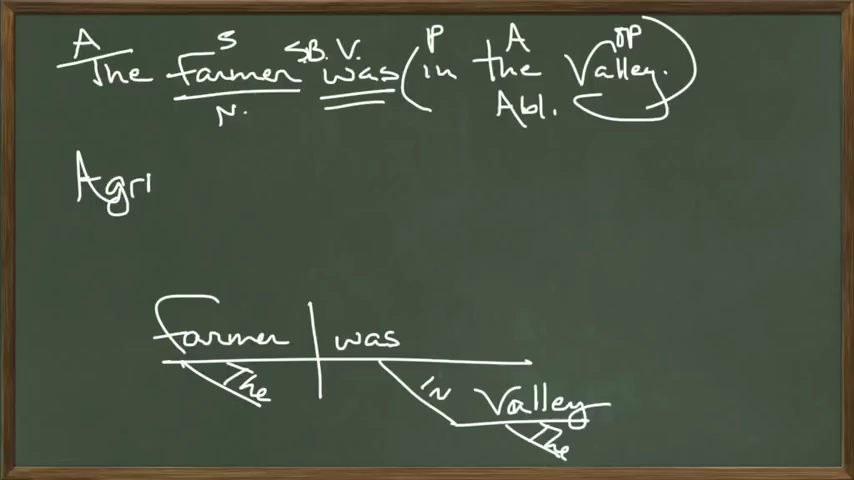 A S S.B. V. P A OP
The Farmer was (in the Valley.)
N. Abl.
Agri
Farmer was
The in Valley
The